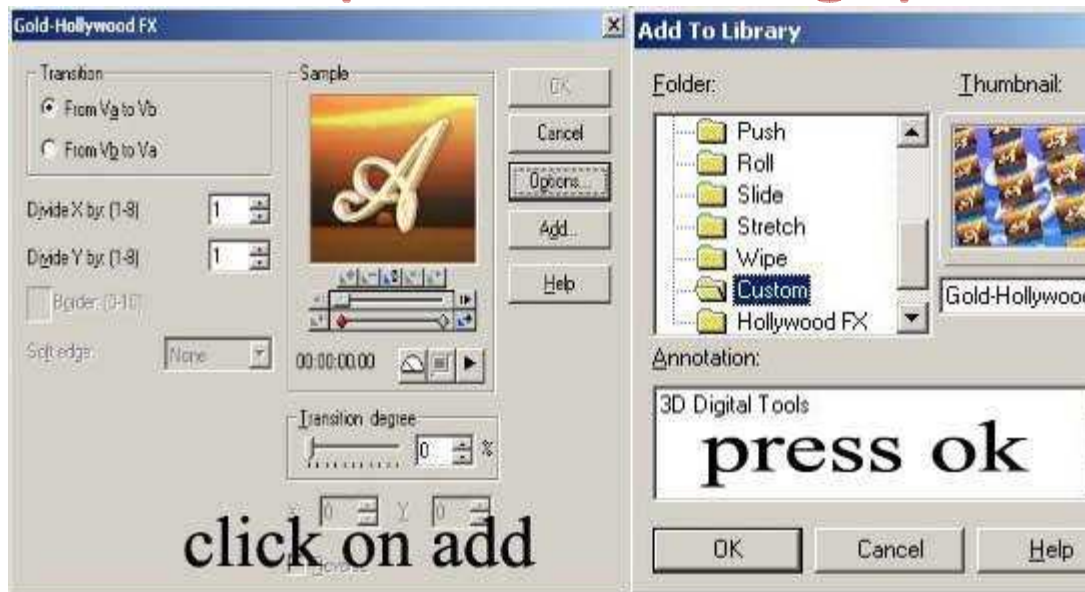 Gold-Hollywood FX
Transition
From Va to Vb
From Vb to Va
Divide X by: (1-8)
1
Divide Y by: (1-8)
1
Border: (0-10)
Soft edge:
None
Sample
A
00:00:00.00
Transition degree
0
%
X
0
Y
0
OK
Cancel
Options...
Add...
Help
click on add
Add To Library
Folder:
Push
Roll
Slide
Stretch
Wipe
Custom
Hollywood FX
Thumbnail:
Gold-Hollywood
Annotation:
3D Digital Tools
press ok
OK
Cancel
Help